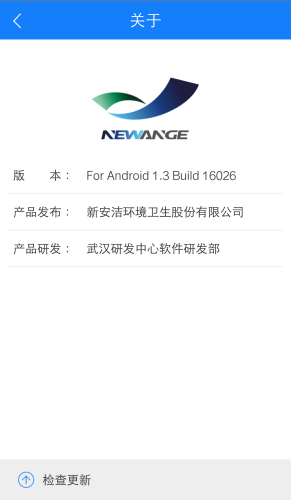 关于
NEWANGE
版 本： For Android 1.3 Build 16026
产品发布： 新安洁环境卫生股份有限公司
产品研发： 武汉研发中心软件研发部
检查更新